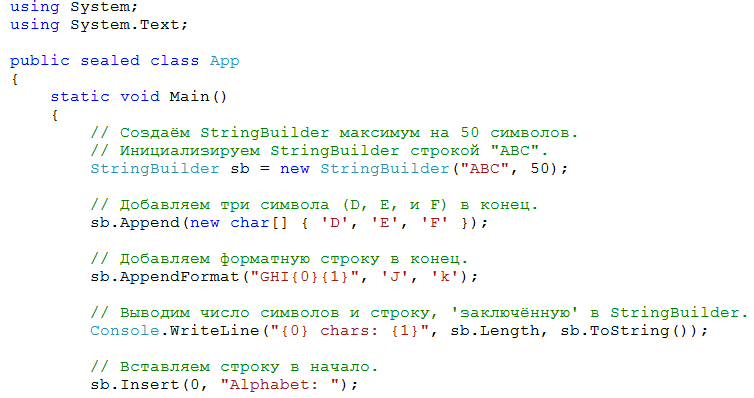 using System;
using System.Text;
public sealed class App
{
static void Main()
{
// Создаём StringBuilder максимум на 50 символов.
// Инициализируем StringBuilder строкой "ABC".
StringBuilder sb = new StringBuilder("ABC", 50);
// Добавляем три символа (D, E, и F) в конец.
sb.Append(new char[] { 'D', 'E', 'F' });
// Добавляем форматную строку в конец.
sb.AppendFormat("GHI{0}{1}", 'J', 'k');
// Выводим число символов и строку, 'заключённую' в StringBuilder.
Console.WriteLine("{0} chars: {1}", sb.Length, sb.ToString());
// Вставляем строку в начало.
sb.Insert(0, "Alphabet: ");